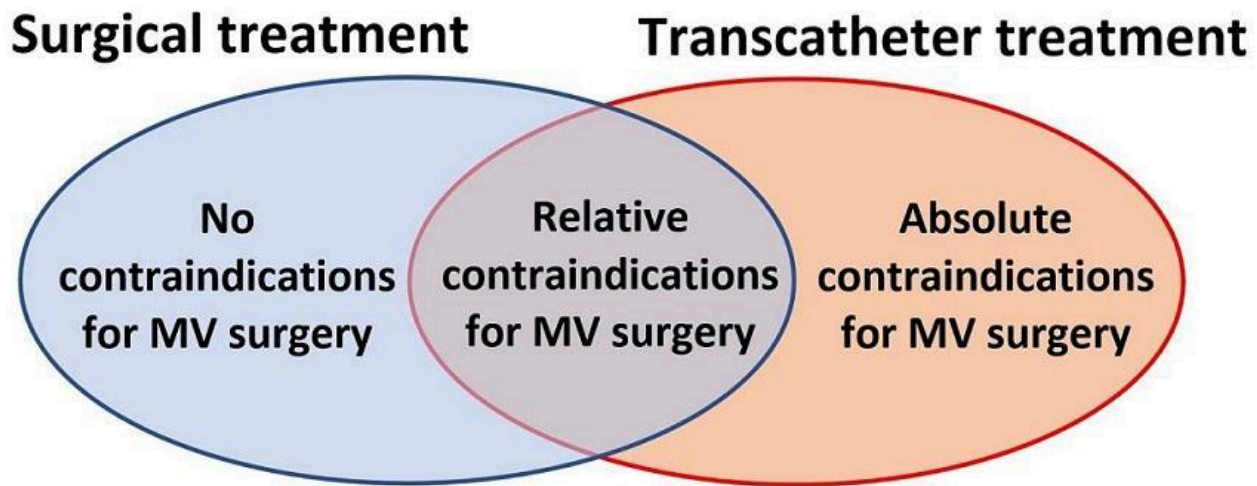 Surgical treatment
Transcatheter treatment
No
contraindications
for MV surgery
Relative
contraindications
for MV surgery
Absolute
contraindications
for MV surgery